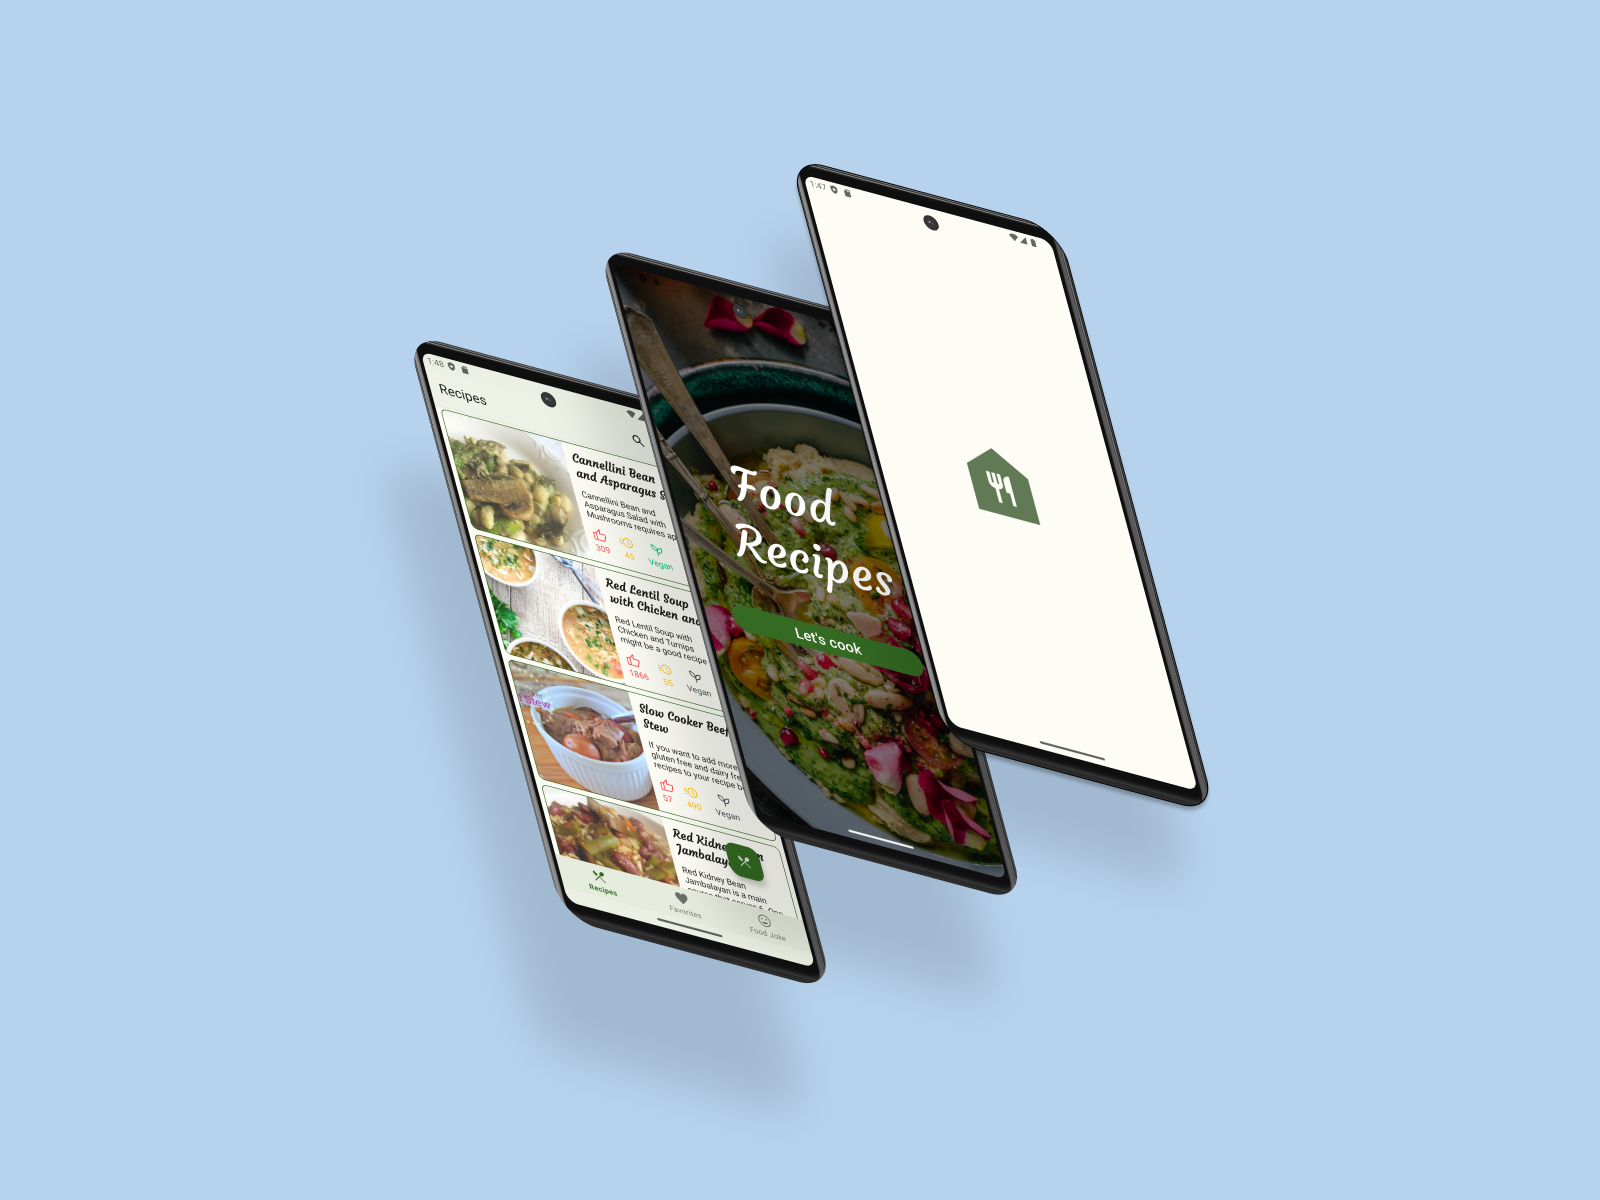 1:48
Recipes
Cannellini Bean
and Asparagus S
Cannellini Bean and
Asparagus Salad with
Mushrooms requires ap
309
45
Vegan
Red Lentil Soup
with Chicken and
Red Lentil Soup with
Chicken and Turnips
might be a good recipe
1866
55
Vegan
Stew
Slow Cooker Beef
Stew
If you want to add more
gluten free and dairy fre
recipes to your recipe
57
490
Vegan
Red Kidney
Jambalaya
Red Kidney Bean
Jambalayan is a main
Recipes
Favorites
Food Joke
Food
Recipes
Let's cook
1:47